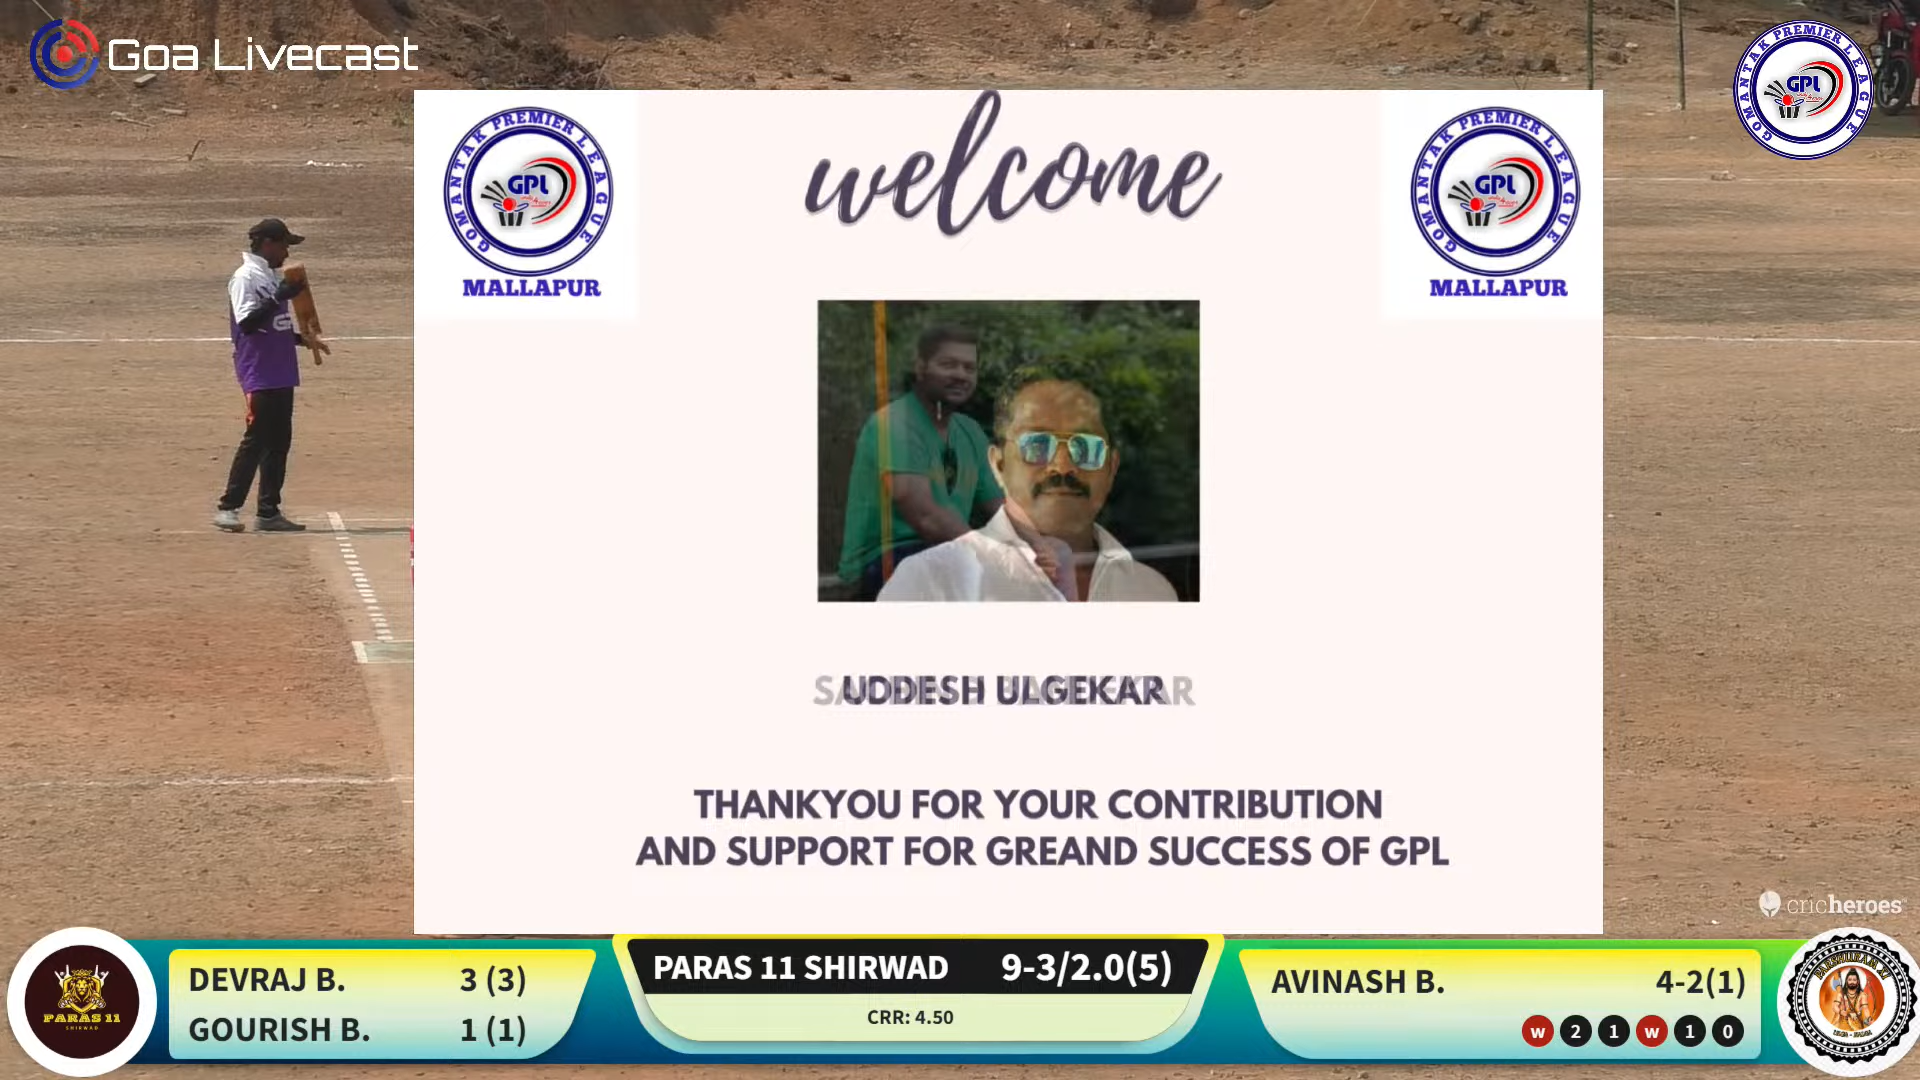 Goa Livecast
GOMANTAK PREMIER LEAGUE
GPL
welcome
GOMANTAK PREMIER LEAGUE
GPL
MALLAPUR
GOMANTAK PREMIER LEAGUE
GPL
MALLAPUR
UDDESH ULGEKAR
THANKYOU FOR YOUR CONTRIBUTION
AND SUPPORT FOR GREAND SUCCESS OF GPL
cricheroes
PARAS 11
SHIRWAD
DEVRAJ B. 3 (3)
GOURISH B. 1 (1)
PARAS 11 SHIRWAD 9-3/2.0(5)
CRR: 4.50
AVINASH B. 4-2(1)
w 2 1 w 1 0
PARSHURAM XI